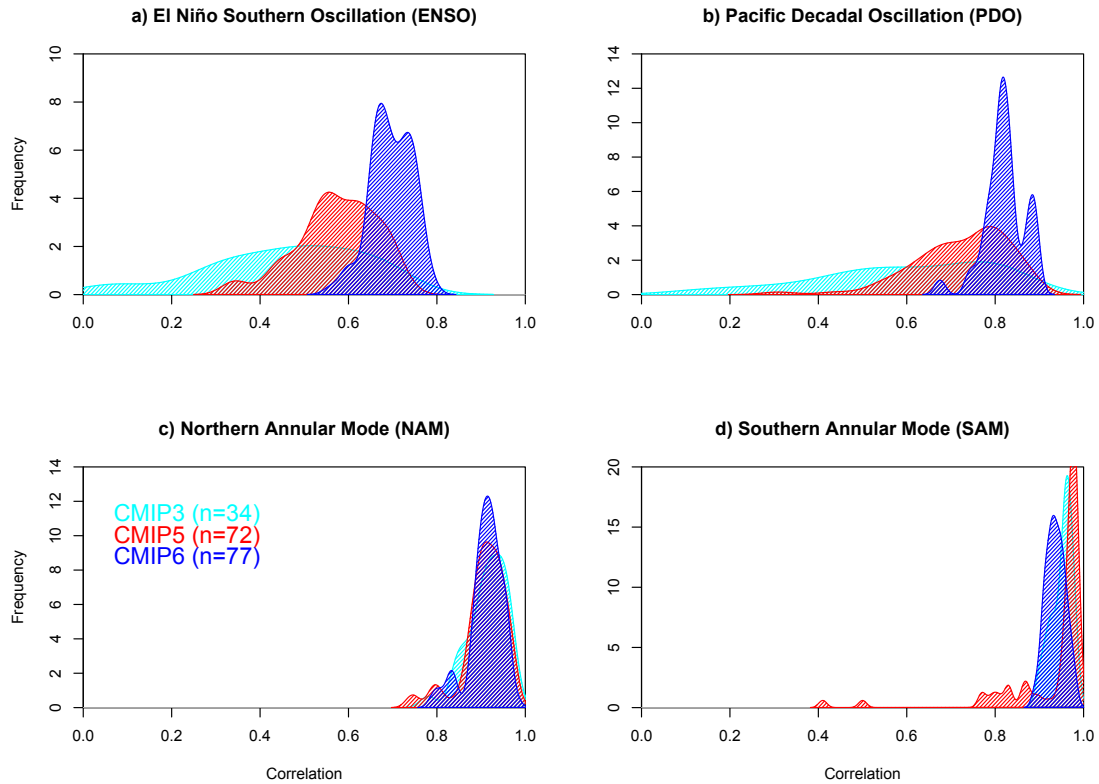 a) El Niño Southern Oscillation (ENSO)
Frequency
10
8
6
4
2
0
0.0 0.2 0.4 0.6 0.8 1.0
b) Pacific Decadal Oscillation (PDO)
14
12
10
8
6
4
2
0
0.0 0.2 0.4 0.6 0.8 1.0
c) Northern Annular Mode (NAM)
Frequency
14
12
10
8
6
4
2
0
CMIP3 (n=34)
CMIP5 (n=72)
CMIP6 (n=77)
0.0 0.2 0.4 0.6 0.8 1.0
Correlation
d) Southern Annular Mode (SAM)
20
15
10
5
0
0.0 0.2 0.4 0.6 0.8 1.0
Correlation